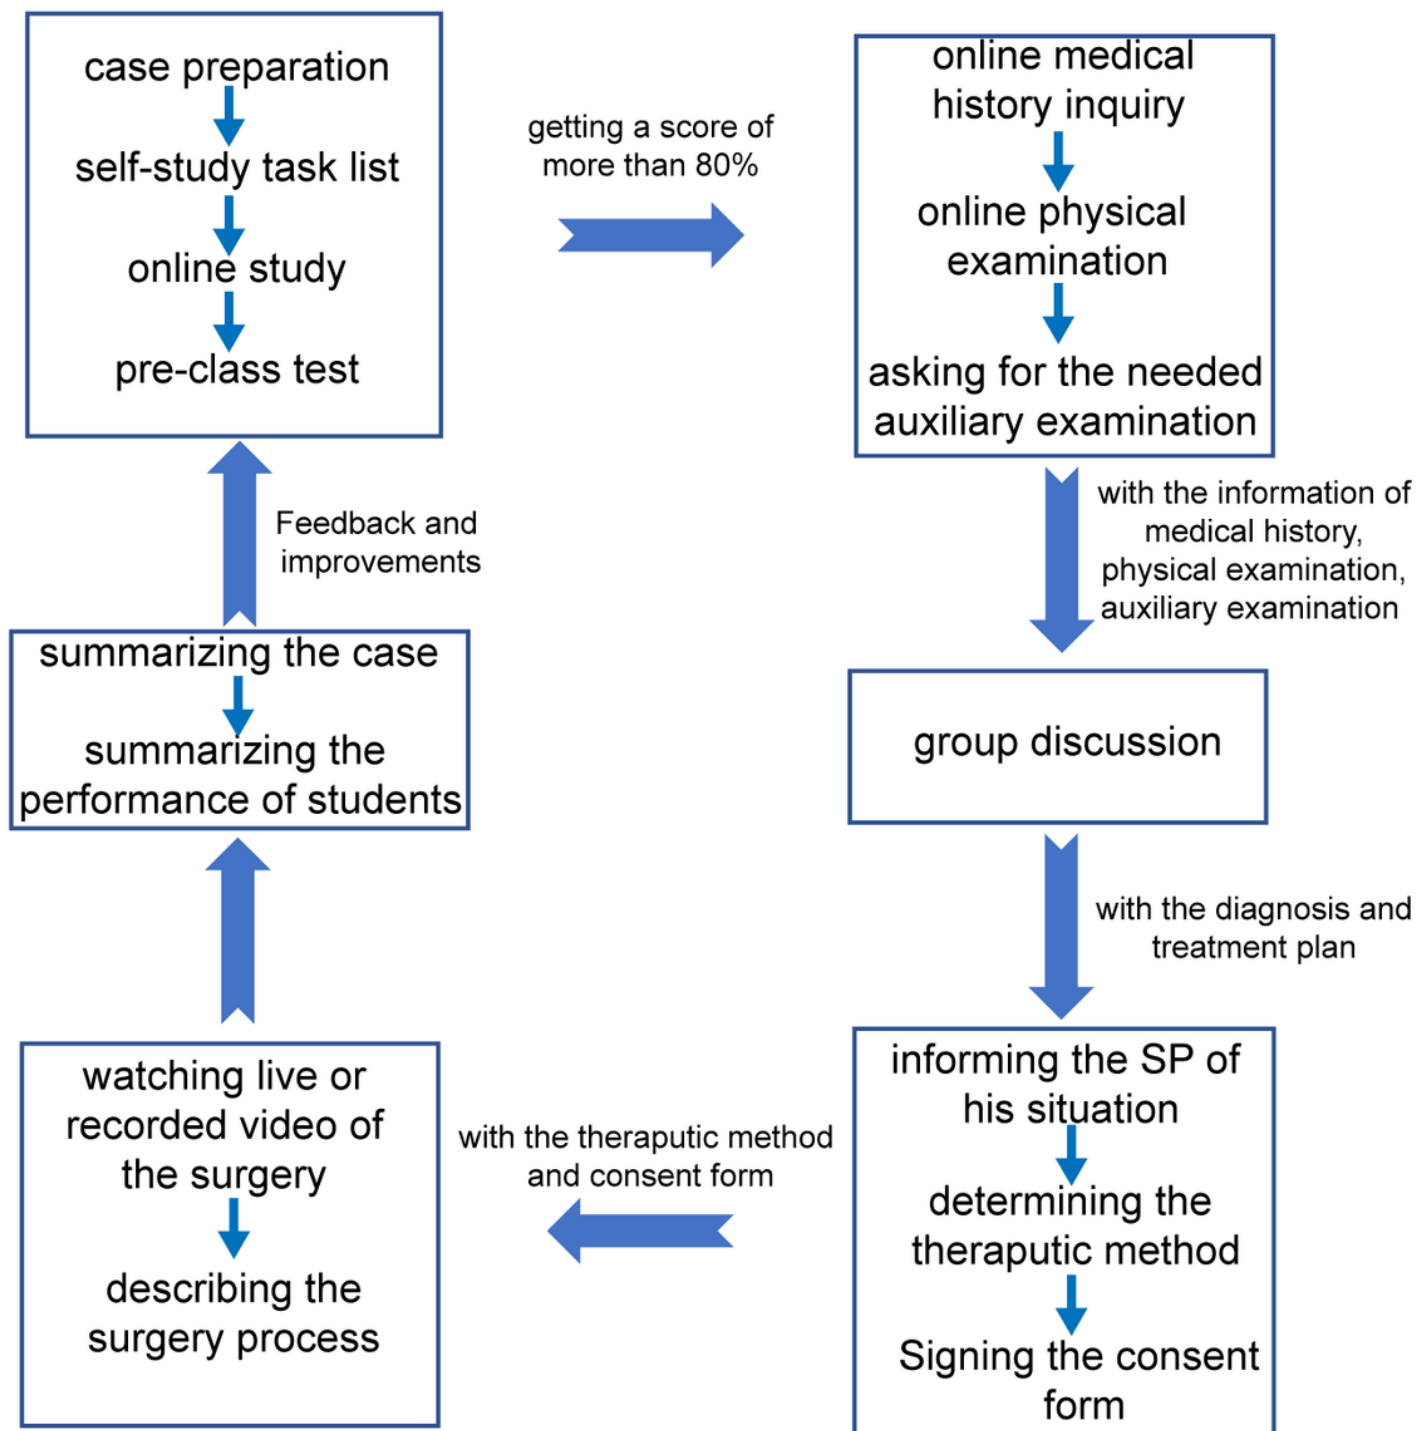 case preparation
self-study task list
online study
pre-class test
getting a score of
more than 80%
online medical
history inquiry
online physical
examination
asking for the needed
auxiliary examination
with the information of
medical history,
physical examination,
auxiliary examination
group discussion
with the diagnosis and
treatment plan
informing the SP of
his situation
determining the
theraputic method
Signing the consent
form
with the theraputic method
and consent form
watching live or
recorded video of
the surgery
describing the
surgery process
summarizing the case
summarizing the
performance of students
Feedback and
improvements